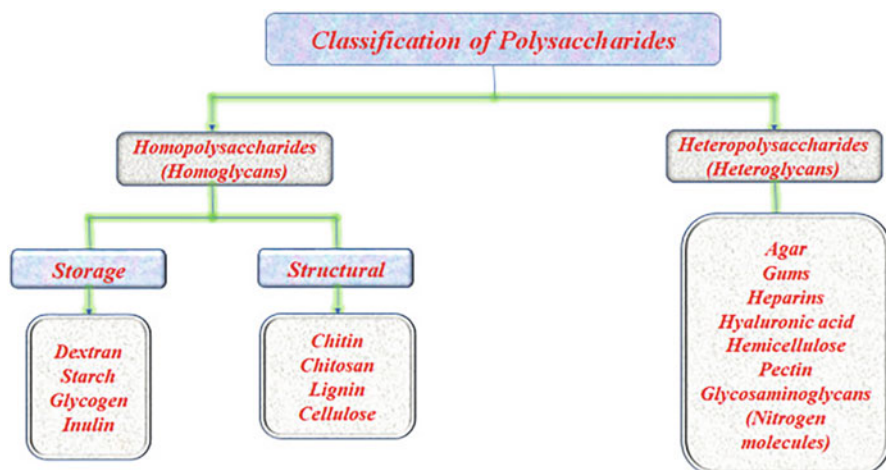 Classification of Polysaccharides
Homopolysaccharides
(Homoglycans)
Heteropolysaccharides
(Heteroglycans)
Storage
Structural
Dextran
Starch
Glycogen
Inulin
Chitin
Chitosan
Lignin
Cellulose
Agar
Gums
Heparins
Hyaluronic acid
Hemicellulose
Pectin
Glycosaminoglycans
(Nitrogen
molecules)